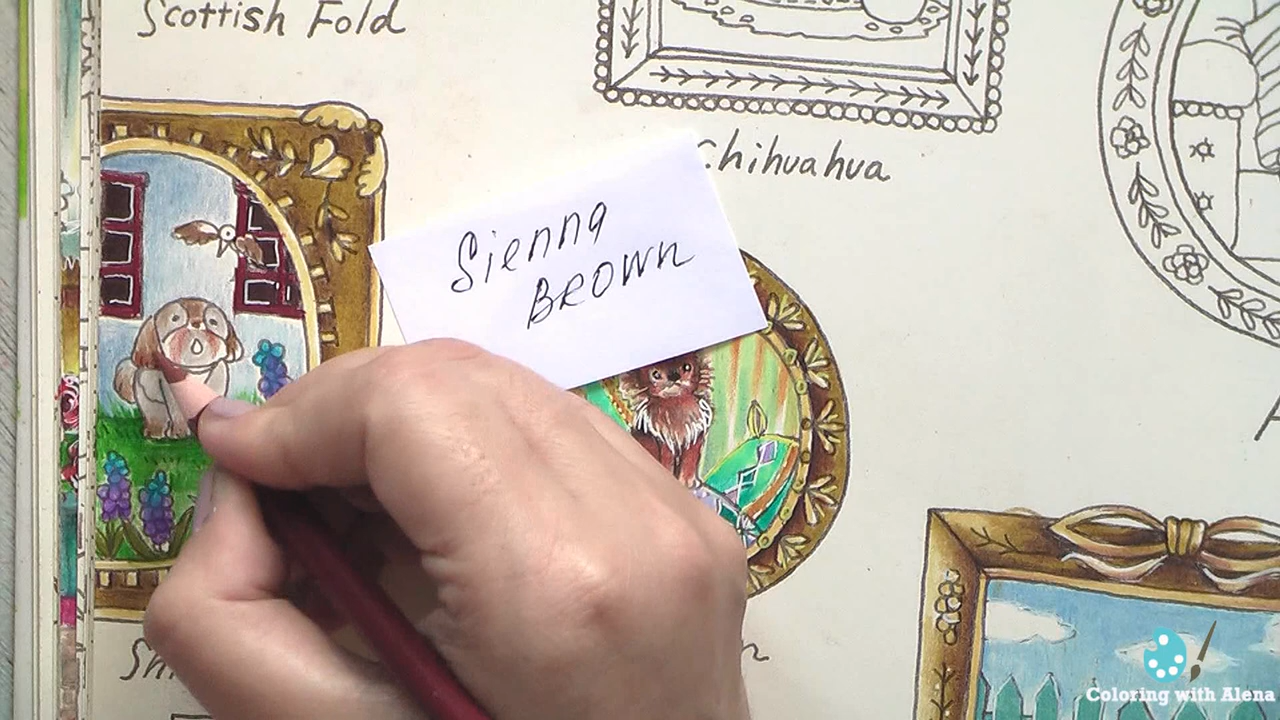 Scottish Fold
Chihuahua
Sienna
BROWN
Coloring with Alena